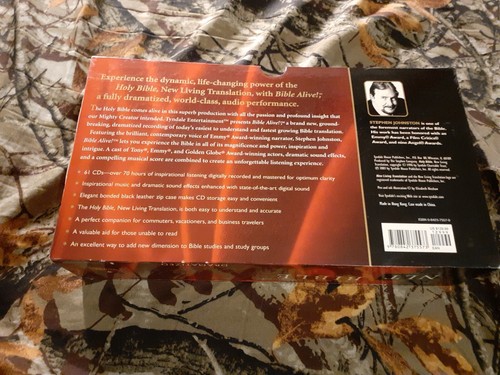 Experience the dynamic, life-changing power of the
Holy Bible, New Living Translation, with Bible Alive!;
a fully dramatized, world-class, audio performance.
The Holy Bible comes alive in this superb production with all the passion and profound insight that
our Mighty Creator intended. Tyndale Entertainment™ presents Bible Alive!; a brand new, ground-
breaking, dramatized recording of today's easiest to understand and fastest growing Bible translation.
Featuring the brilliant, contemporary voice of Emmy® Award-winning narrator, Stephen Johnston,
Bible Alive!™ lets you experience the Bible in all of its magnificence, power, inspiration and
intrigue. A cast of Tony®, Emmy®, and Golden Globe® Award-winning actors, dramatic sound effects,
and a compelling musical score are combined to create an unforgettable listening experience.
61 CDs—over 70 hours of inspirational listening digitally recorded and mastered for optimum clarity
Inspirational music and dramatic sound effects enhanced with state-of-the-art digital sound
Elegant bonded black leather zip case makes CD storage easy and convenient
The Holy Bible, New Living Translation, is both easy to understand and accurate
A perfect companion for commuters, vacationers, and business travelers
A valuable aid for those unable to read
An excellent way to add new dimension to Bible studies and study groups
STEPHEN JOHNSTON is one of
the foremost narrators of the Bible.
His work has been honored with an
Emmy® Award, a Film Critics®
Award, and nine Angel® Awards.
Made in Hong Kong. Case made in China.